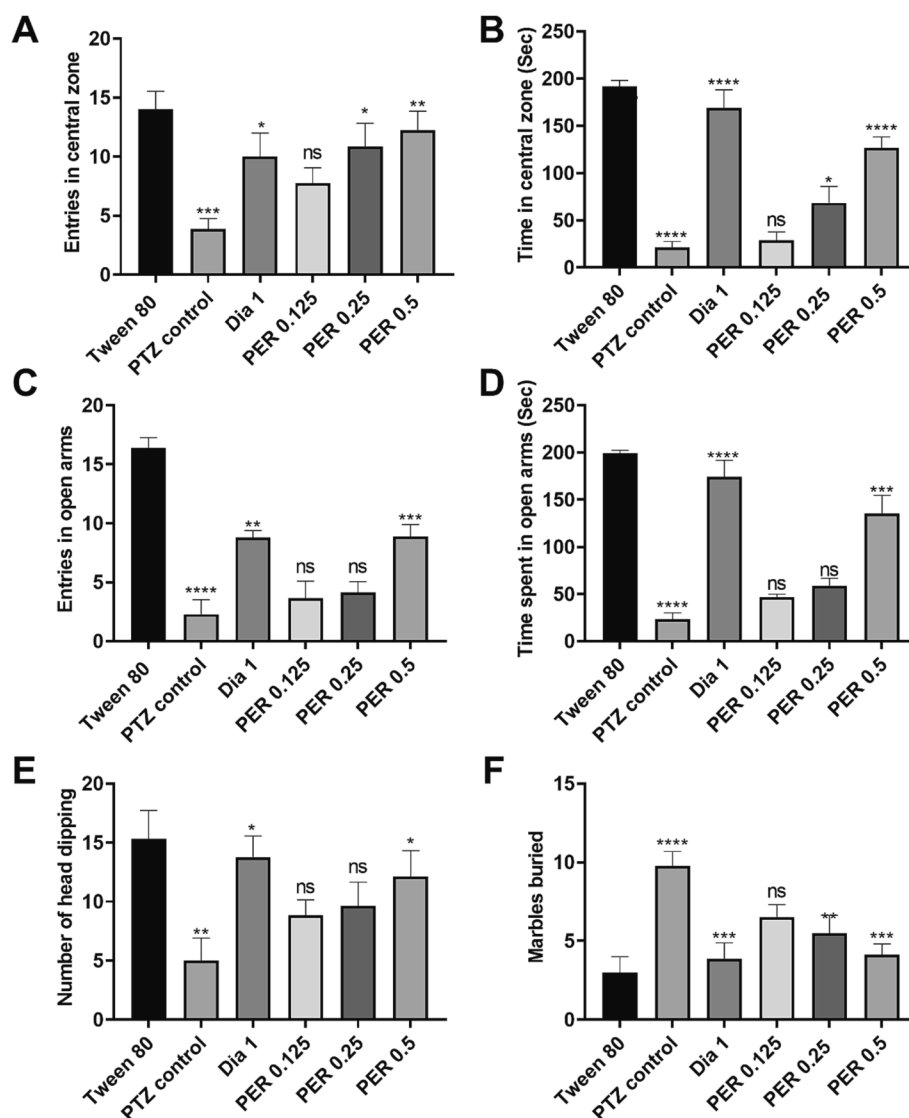 A
Entries in central zone
20
15
10
5
0
***
*
ns
*
**
Tween 80
PTZ control
Dia 1
PER 0.125
PER 0.25
PER 0.5
B
Time in central zone (Sec)
250
200
150
100
50
0
****
****
ns
*
****
Tween 80
PTZ control
Dia 1
PER 0.125
PER 0.25
PER 0.5
C
Entries in open arms
20
15
10
5
0
****
**
ns
ns
***
Tween 80
PTZ control
Dia 1
PER 0.125
PER 0.25
PER 0.5
D
Time spent in open arms (Sec)
250
200
150
100
50
0
****
****
ns
ns
***
Tween 80
PTZ control
Dia 1
PER 0.125
PER 0.25
PER 0.5
E
Number of head dipping
20
15
10
5
0
**
*
ns
ns
*
Tween 80
PTZ control
Dia 1
PER 0.125
PER 0.25
PER 0.5
F
Marbles buried
15
10
5
0
****
***
ns
**
***
Tween 80
PTZ control
Dia 1
PER 0.125
PER 0.25
PER 0.5